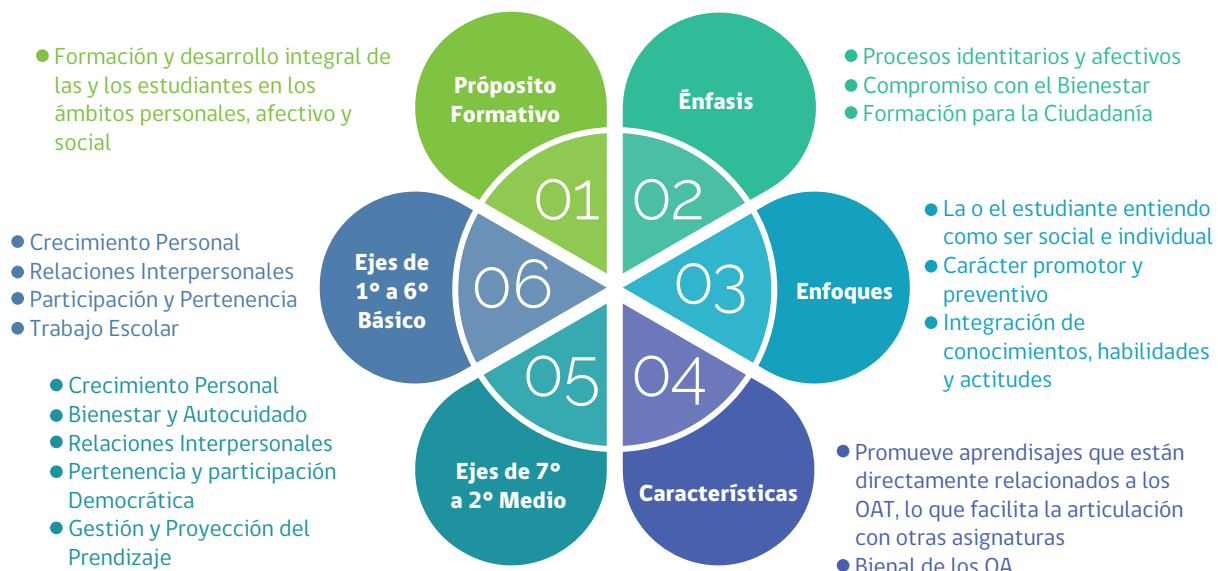 Formación y desarrollo integral de
las y los estudiantes en los
ámbitos personales, afectivo y
social
Próposito
Formativo
01
Énfasis
02
Procesos identitarios y afectivos
Compromiso con el Bienestar
Formación para la Ciudadanía
Enfoques
03
La o el estudiante entiendo
como ser social e individual
Carácter promotor y
preventivo
Integración de
conocimientos, habilidades
y actitudes
Características
04
Promueve aprendisajes que están
directamente relacionados a los
OAT, lo que facilita la articulación
con otras asignaturas
Bienal de los OA
Ejes de 7°
a 2° Medio
05
Crecimiento Personal
Bienestar y Autocuidado
Relaciones Interpersonales
Pertenencia y participación
Democrática
Gestión y Proyección del
Prendizaje
Ejes de
1° a 6°
Básico
06
Crecimiento Personal
Relaciones Interpersonales
Participación y Pertenencia
Trabajo Escolar